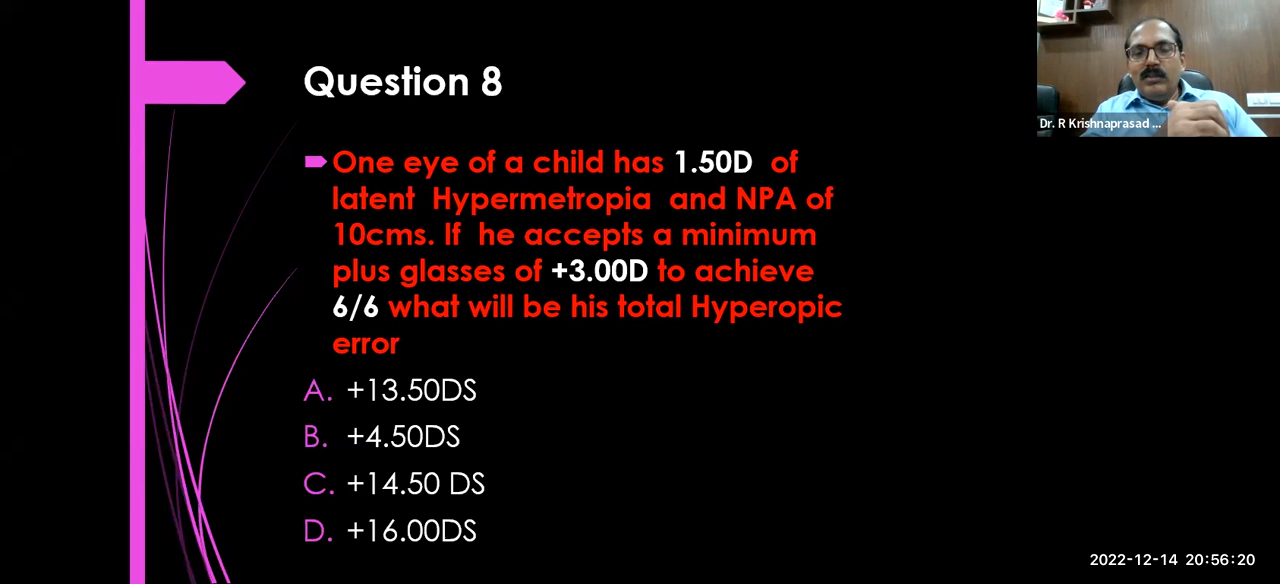 Question 8
Dr. R Krishnaprasad ...
One eye of a child has 1.50D of
latent Hypermetropia and NPA of
10cms. If he accepts a minimum
plus glasses of +3.00D to achieve
6/6 what will be his total Hyperopic
error
A. +13.50DS
B. +4.50DS
C. +14.50 DS
D. +16.00DS
2022-12-14 20:56:20